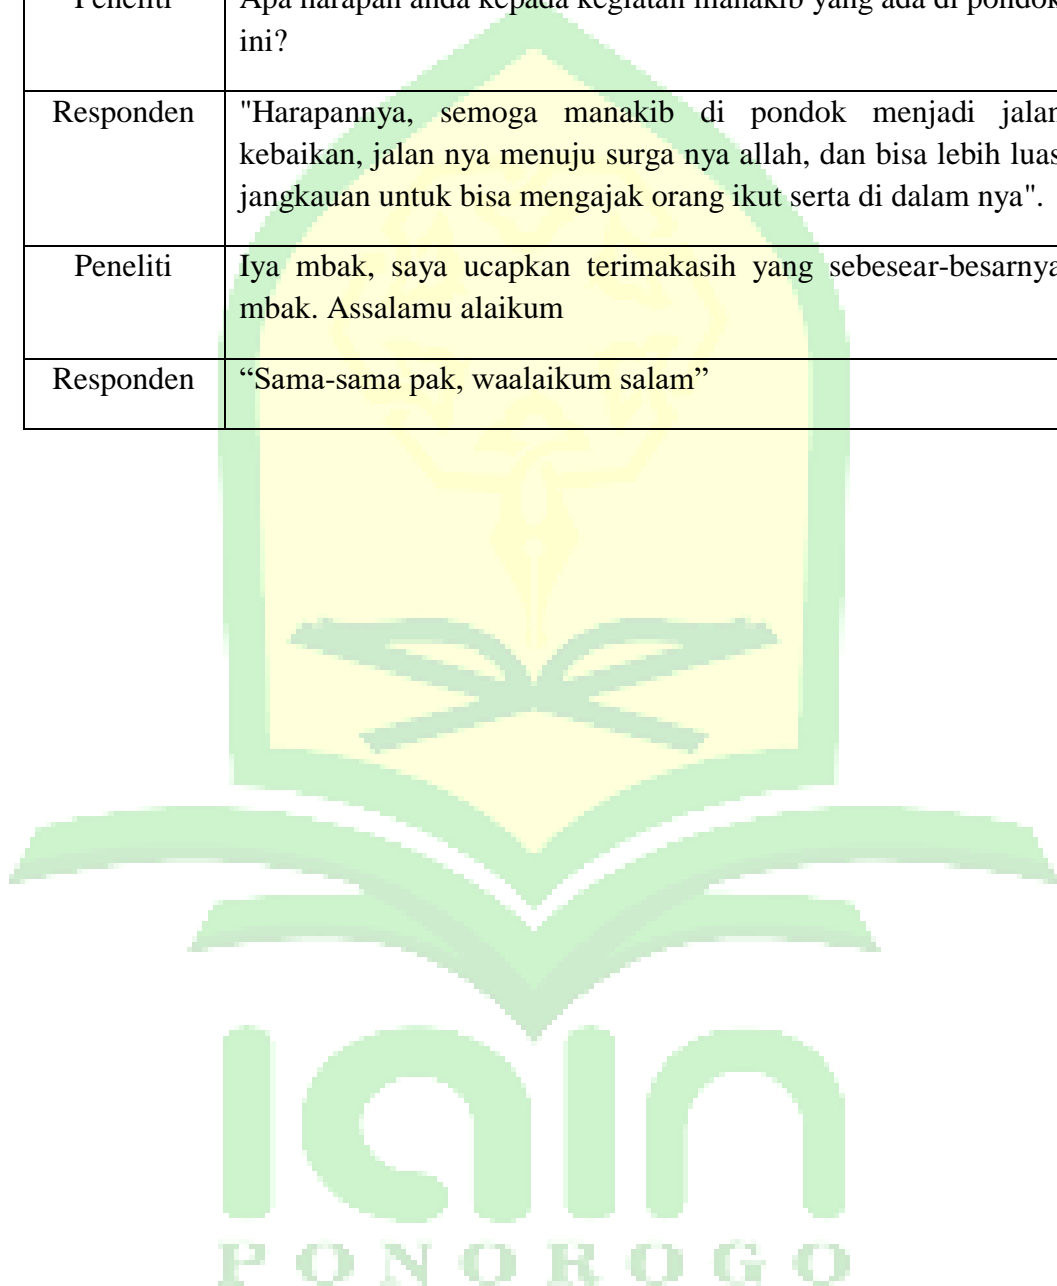 Peneliti Apa harapan anda kepada kegiatan manakib yang ada di pondok
ini?
Responden "Harapannya, semoga manakib di pondok menjadi jalan
kebaikan, jalan nya menuju surga nya allah, dan bisa lebih luas
jangkauan untuk bisa mengajak orang ikut serta di dalam nya".
Peneliti Iya mbak, saya ucapkan terimakasih yang sebesear-besarnya
mbak. Assalamu alaikum
Responden “Sama-sama pak, waalaikum salam”
IAIN
PONOROGO